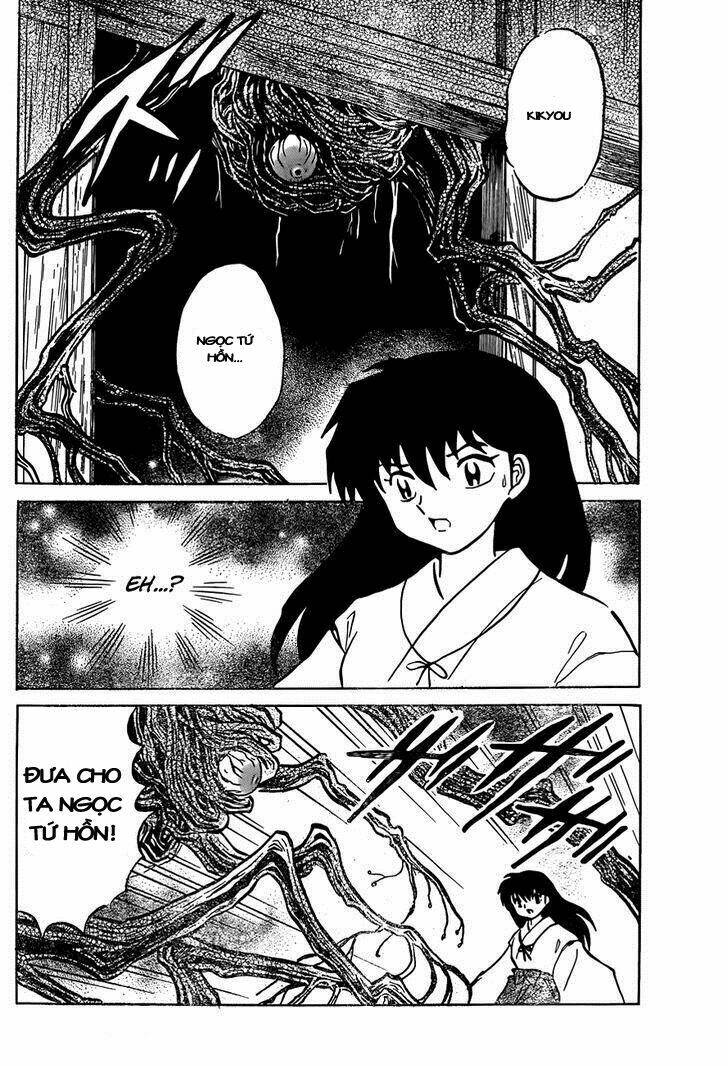 KIKYOU
NGỌC TỨ
HỒN...
EH...?
ĐƯA CHO
TA NGỌC
TỨ HỒN!